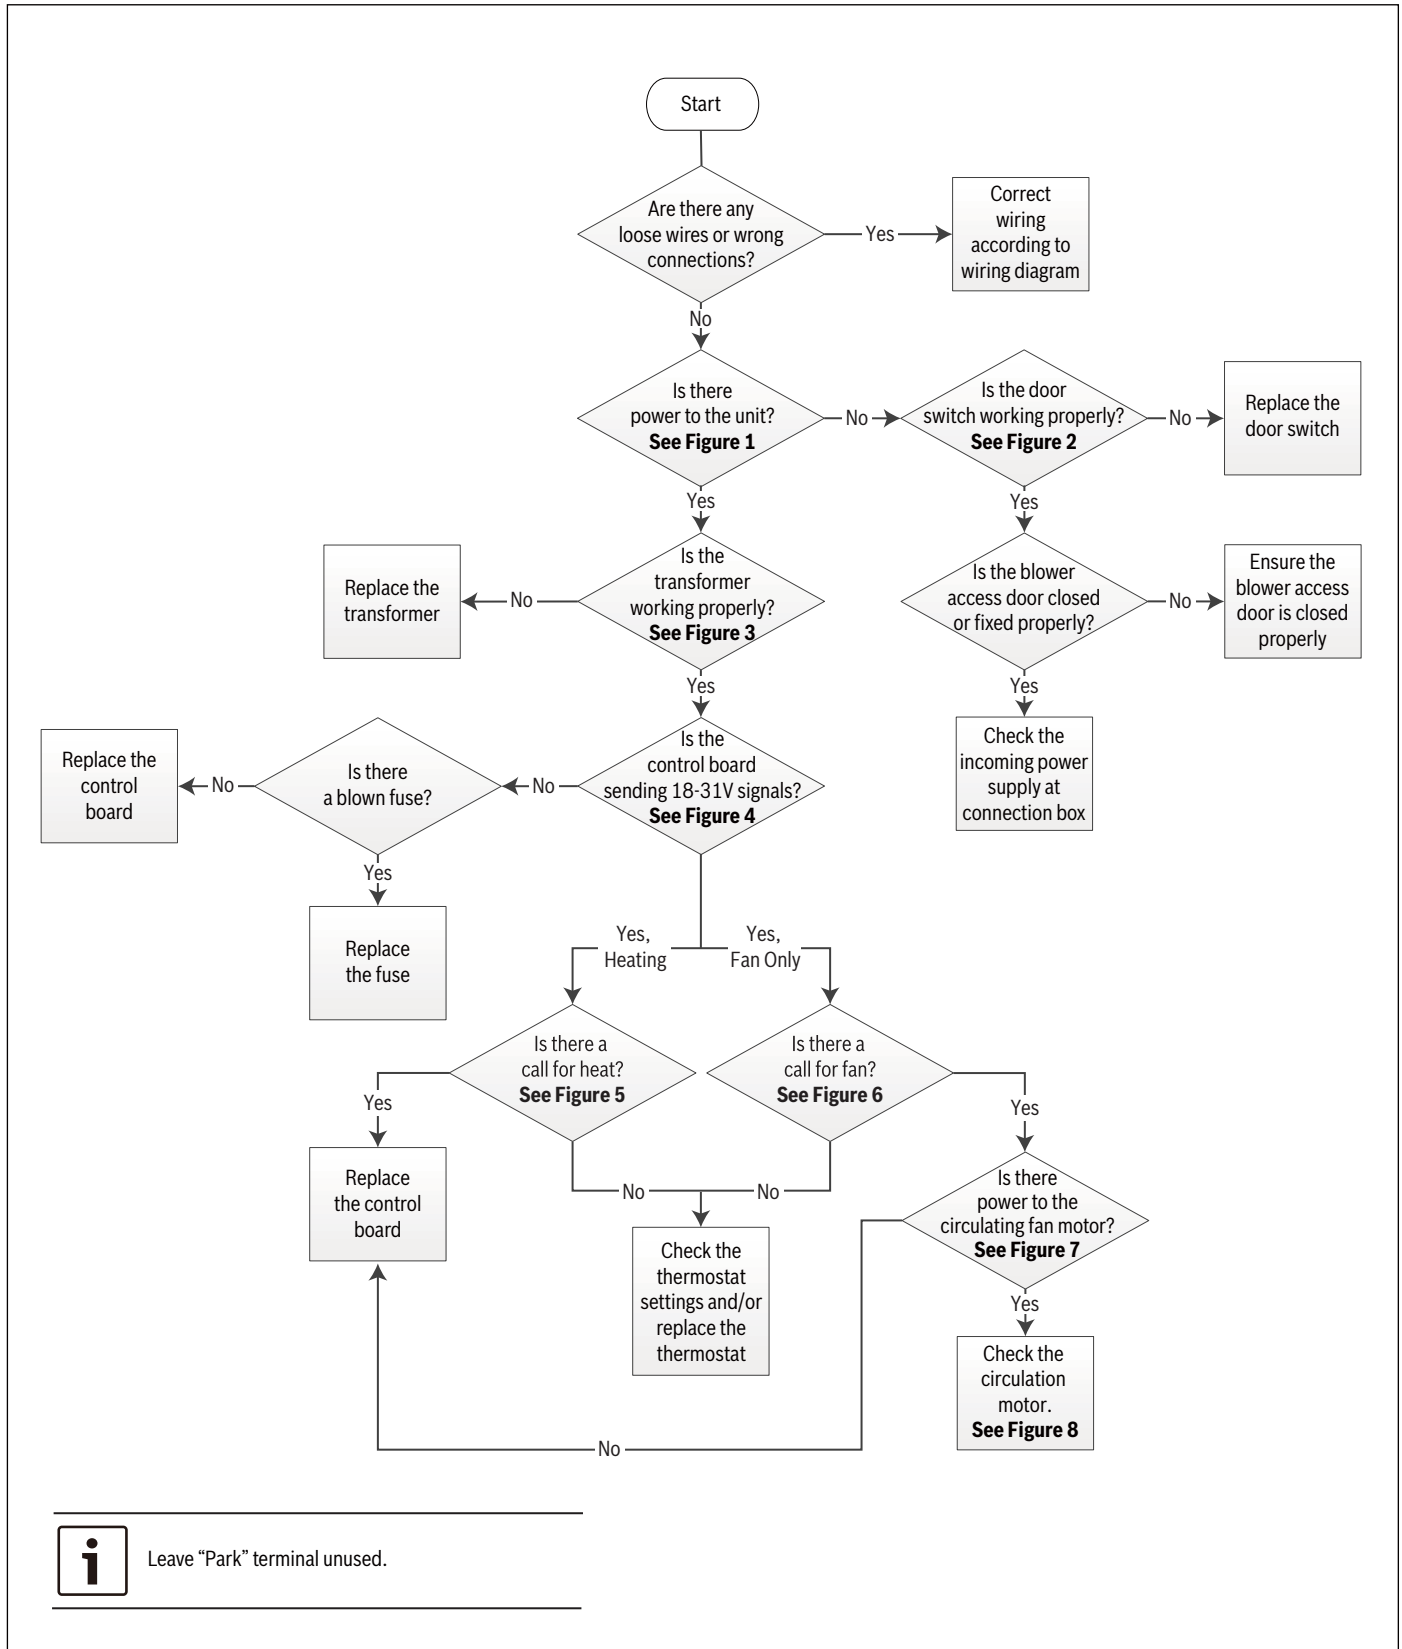 Start
Are there any
loose wires or wrong
connections?
Yes
Correct
wiring
according to
wiring diagram
No
Is there
power to the unit?
See Figure 1
No
Is the door
switch working properly?
See Figure 2
No
Replace the
door switch
Yes
Yes
Replace the
transformer
No
Is the
transformer
working properly?
See Figure 3
Is the blower
access door closed
or fixed properly?
No
Ensure the
blower access
door is closed
properly
Yes
Yes
Replace the
control
board
No
Is there
a blown fuse?
No
Is the
control board
sending 18-31V signals?
See Figure 4
Check the
incoming power
supply at
connection box
Yes
Replace
the fuse
Yes,
Heating
Yes,
Fan Only
Is there a
call for heat?
See Figure 5
Is there a
call for fan?
See Figure 6
Yes
Yes
Replace
the control
board
No
No
Is there
power to the
circulating fan motor?
See Figure 7
Check the
thermostat
settings and/or
replace the
thermostat
Yes
Check the
circulation
motor.
See Figure 8
No
i
Leave “Park” terminal unused.